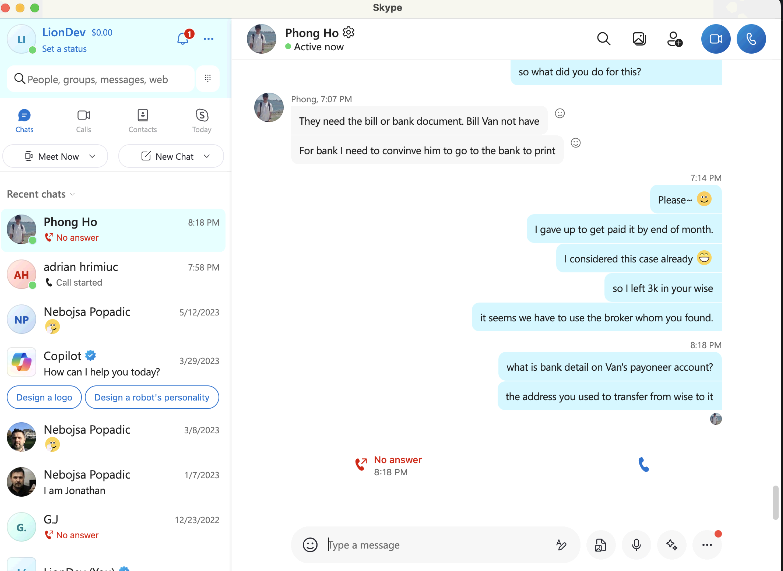 Skype
LI
LionDev $0.00
Set a status
1
People, groups, messages, web
Chats
Calls
Contacts
Today
Meet Now
New Chat
Recent chats
Phong Ho
8:18 PM
No answer
AH
adrian hrimiuc
7:58 PM
Call started
NP
Nebojsa Popadic
5/12/2023
Copilot
3/29/2023
How can I help you today?
Design a logo
Design a robot's personality
Nebojsa Popadic
3/8/2023
Nebojsa Popadic
1/7/2023
I am Jonathan
G.
G.J
12/23/2022
No answer
LionDev (You)
Phong Ho
Active now
so what did you do for this?
Phong, 7:07 PM
They need the bill or bank document. Bill Van not have
For bank I need to convinve him to go to the bank to print
7:14 PM
Please~
I gave up to get paid it by end of month.
I considered this case already
so I left 3k in your wise
it seems we have to use the broker whom you found.
8:18 PM
what is bank detail on Van's payoneer account?
the address you used to transfer from wise to it
No answer
8:18 PM
Type a message